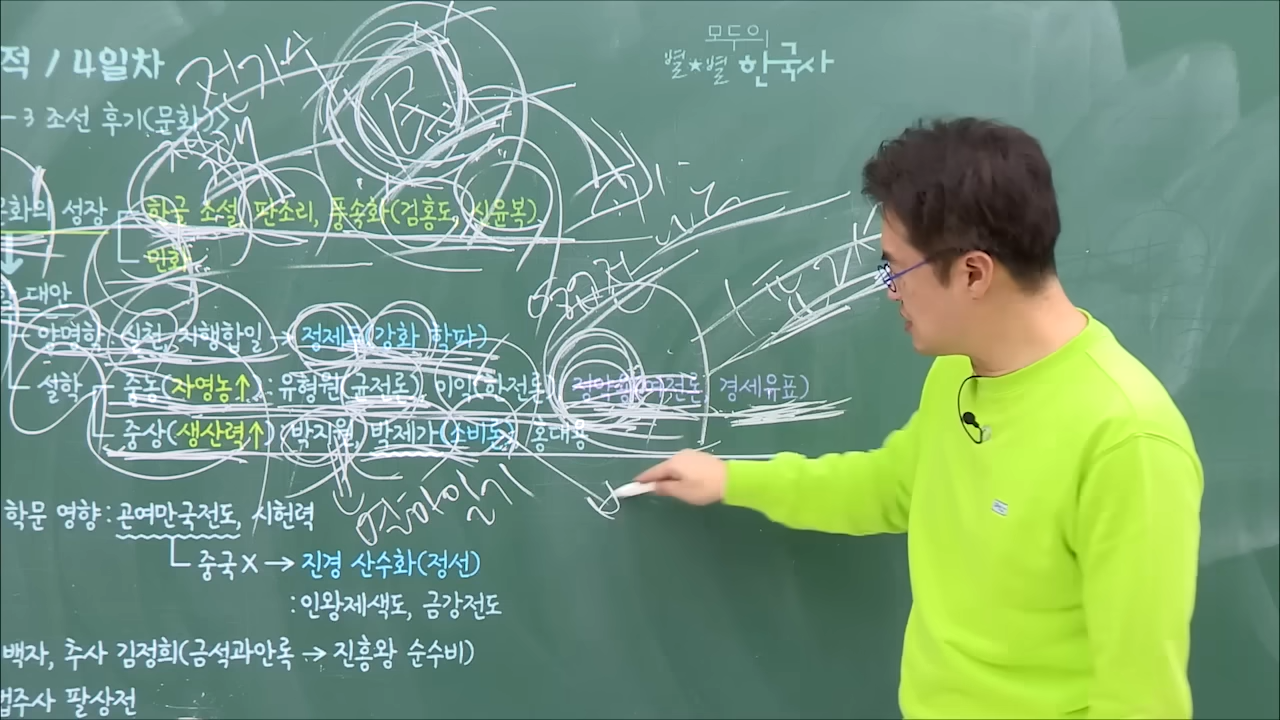 적 / 4일차
모두의
별★별 한국사
전기수
-3 조선 후기(문화)>
문화의 성장 한글 소설, 판소리, 풍속화(김홍도, 신윤복)
민화
대안
양명학 : 실천, 지행합일 → 정제두(강화 학파)
실학 중농(자영농↑) : 유형원(균전론), 이익(한전론), 정약용(여전론, 경세유표)
중상(생산력↑) : 박지원, 박제가(소비론), 홍대용
열하일기
학문 영향 : 곤여만국전도, 시헌력
중국X → 진경 산수화(정선)
: 인왕제색도, 금강전도
백자, 추사 김정희(금석과안록 → 진흥왕 순수비)
법주사 팔상전